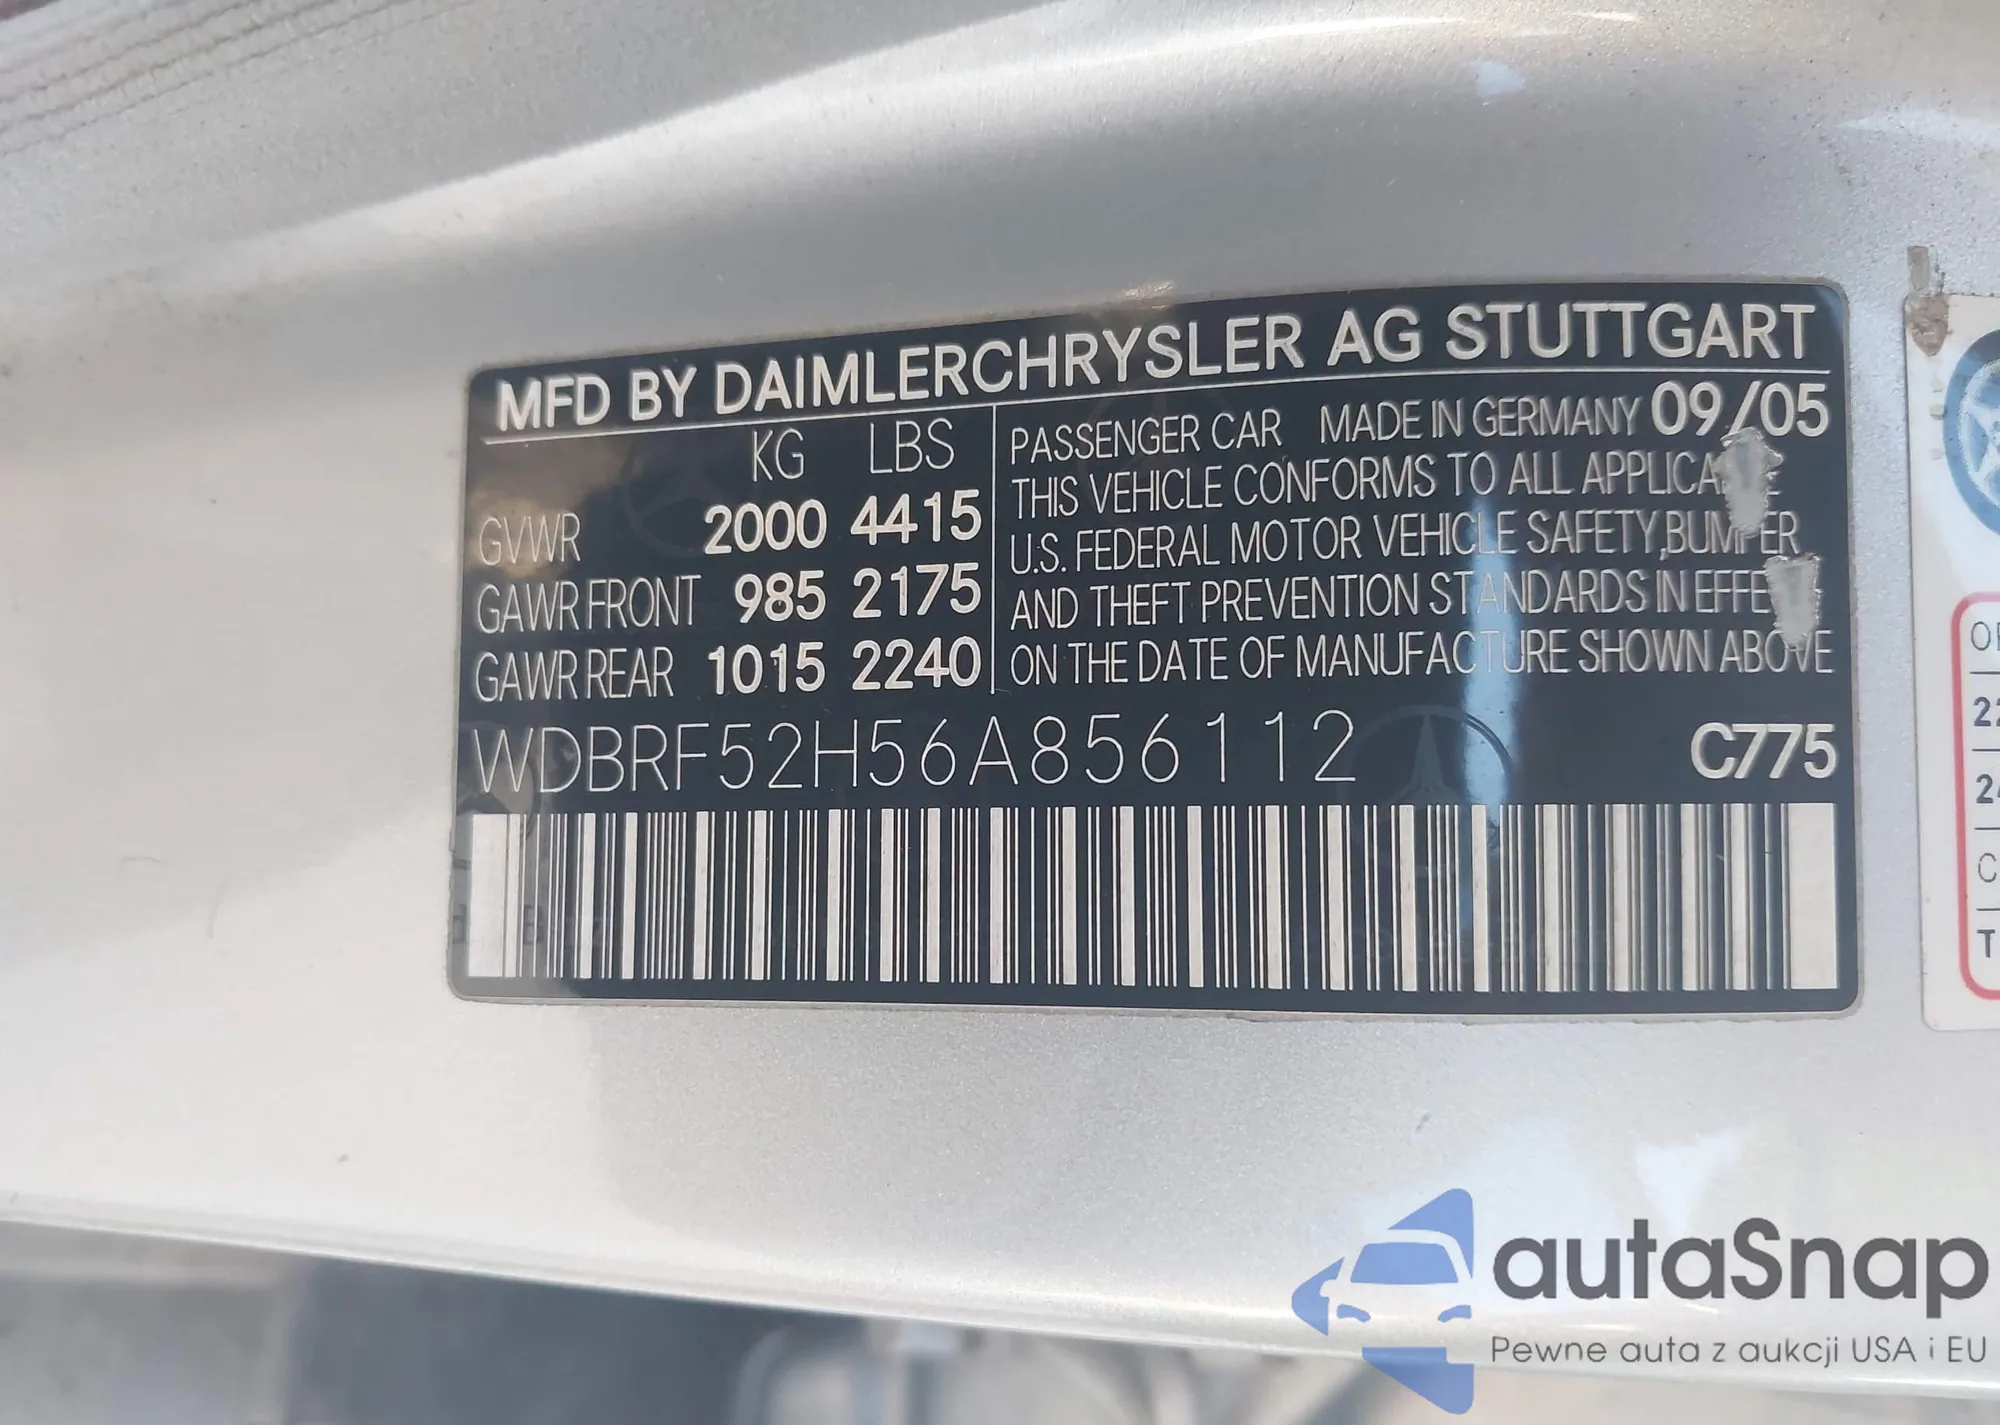 MFD BY DAIMLERCHRYSLER AG STUTTGART
KG LBS
GVWR 2000 4415
GAWR FRONT 985 2175
GAWR REAR 1015 2240
PASSENGER CAR MADE IN GERMANY 09/05
THIS VEHICLE CONFORMS TO ALL
U.S. FEDERAL MOTOR VEHICLE SAFETY, BUMPER
AND THEFT PREVENTION STANDARDS IN
ON THE DATE OF MANUFACTURE SHOWN ABOVE
WDBRF52H56A856112 C775
autaSnap
Pewne auta z aukcji USA i EU